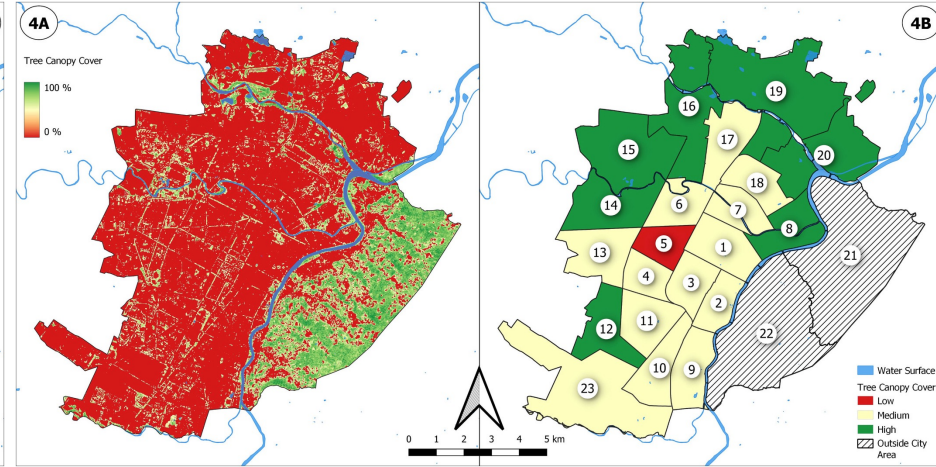 4A
Tree Canopy Cover
100 %
0 %
4B
19
16
17
15
20
18
6
14
7
8
5
1
21
13
4
3
2
11
12
22
10
9
23
Water Surface
Tree Canopy Cover
Low
Medium
High
Outside City
Area
0 1 2 3 4 5 km